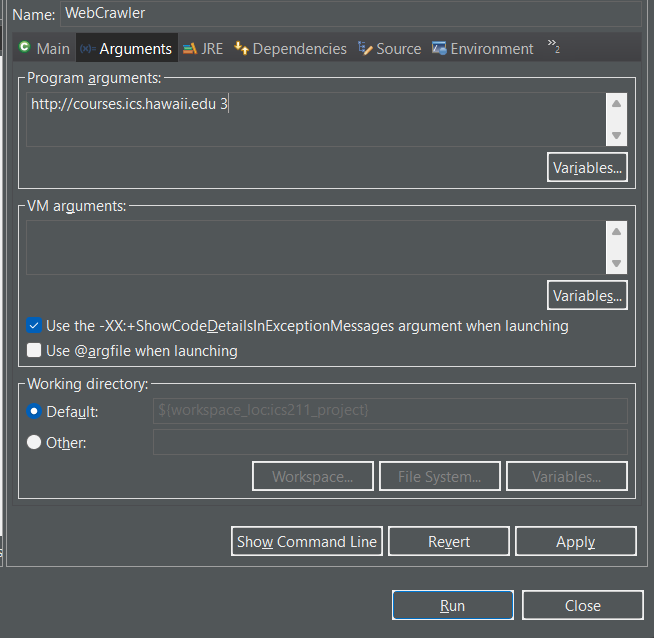 Name: WebCrawler
Main Arguments JRE Dependencies Source Environment »2
Program arguments:
http://courses.ics.hawaii.edu 3
Variables...
VM arguments:
Variables...
Use the -XX:+ShowCodeDetailsInExceptionMessages argument when launching
Use @argfile when launching
Working directory:
Default: ${workspace_loc:ics211_project}
Other:
Workspace... File System... Variables...
Show Command Line Revert Apply
Run Close